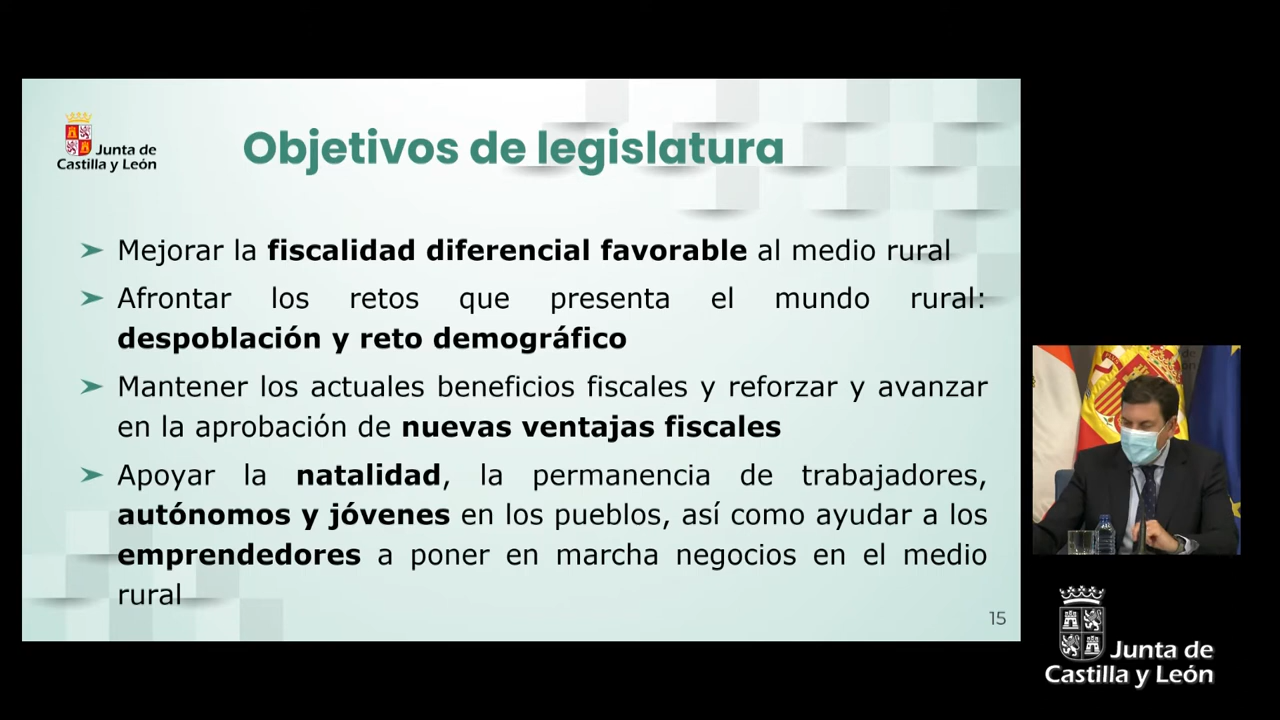 Junta de
Castilla y León
Objetivos de legislatura
Mejorar la fiscalidad diferencial favorable al medio rural
Afrontar los retos que presenta el mundo rural:
despoblación y reto demográfico
Mantener los actuales beneficios fiscales y reforzar y avanzar
en la aprobación de nuevas ventajas fiscales
Apoyar la natalidad, la permanencia de trabajadores,
autónomos y jóvenes en los pueblos, así como ayudar a los
emprendedores a poner en marcha negocios en el medio
rural
15
Junta de
Castilla y León